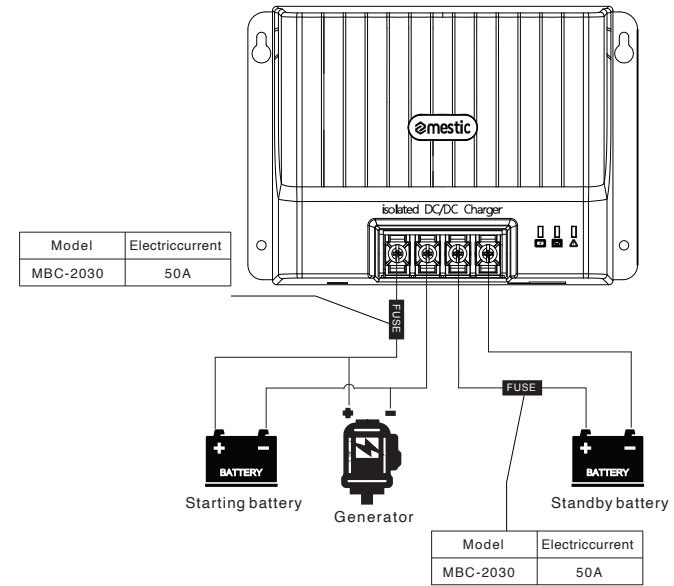 mestic
isolated DC/DC Charger
Model Electriccurrent
MBC-2030 50A
FUSE
FUSE
+ -
+ -
BATTERY
+ -
BATTERY
Starting battery
Generator
Standby battery
Model Electriccurrent
MBC-2030 50A